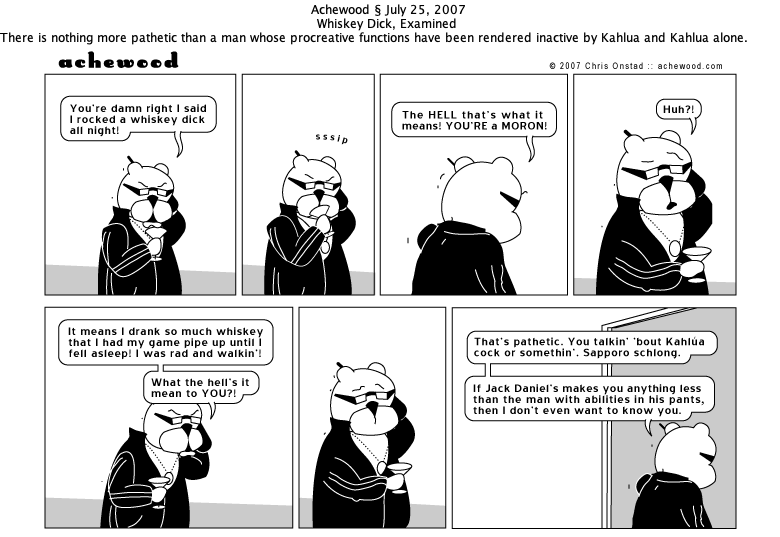 Achewood § July 25, 2007
Whiskey Dick, Examined
There is nothing more pathetic than a man whose procreative functions have been rendered inactive by Kahlua and Kahlua alone.
achewood
© 2007 Chris Onstad :: achewood.com
You're damn right I said
I rocked a whiskey dick
all night!
sssip
The HELL that's what it
means! YOU'RE a MORON!
Huh?!
It means I drank so much whiskey
that I had my game pipe up until I
fell asleep! I was rad and walkin'!
What the hell's it
mean to YOU?!
That's pathetic. You talkin' 'bout Kahlúa
cock or somethin'. Sapporo schlong.
If Jack Daniel's makes you anything less
than the man with abilities in his pants,
then I don't even want to know you.